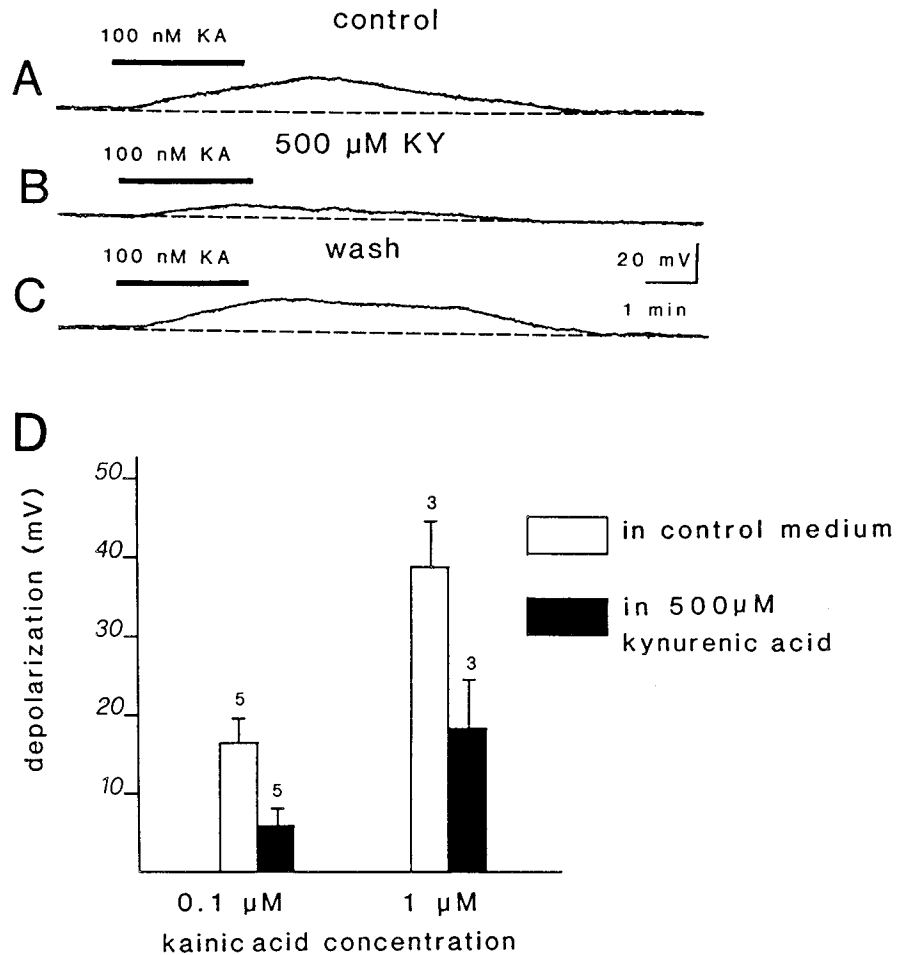 control
100 nM KA
A
500 µM KY
100 nM KA
B
wash
100 nM KA
20 mV
C
1 min
D
depolarization (mV)
50
40
30
20
10
5
5
3
3
in control medium
in 500µM
kynurenic acid
0.1 µM
1 µM
kainic acid concentration